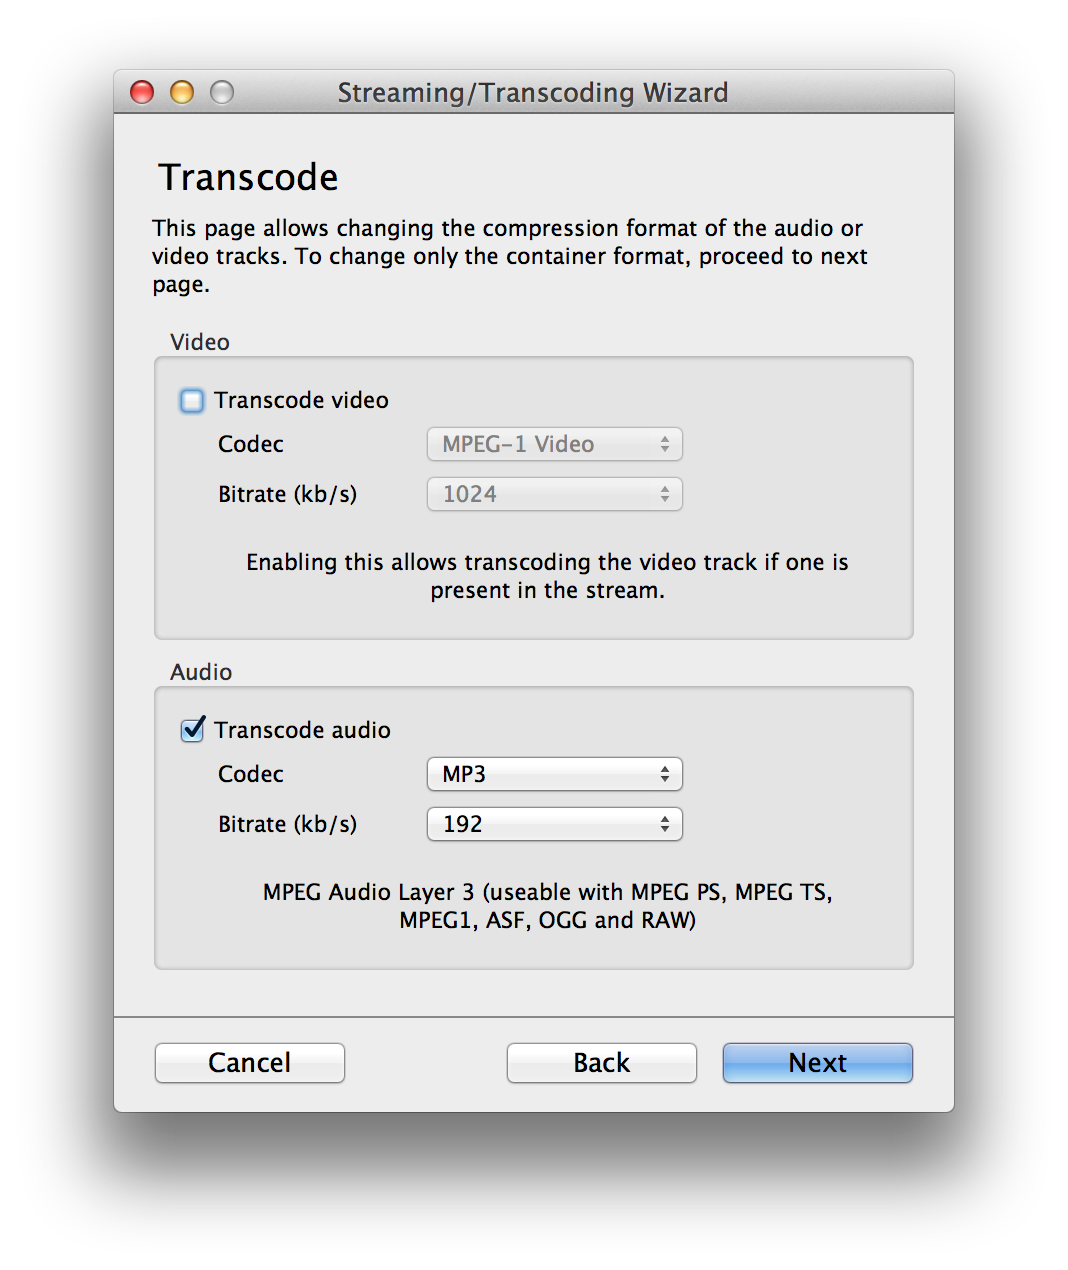 Streaming/Transcoding Wizard
Transcode
This page allows changing the compression format of the audio or
video tracks. To change only the container format, proceed to next
page.
Video
Transcode video
Codec
MPEG-1 Video
Bitrate (kb/s)
1024
Enabling this allows transcoding the video track if one is
present in the stream.
Audio
Transcode audio
Codec
MP3
Bitrate (kb/s)
192
MPEG Audio Layer 3 (useable with MPEG PS, MPEG TS,
MPEG1, ASF, OGG and RAW)
Cancel
Back
Next